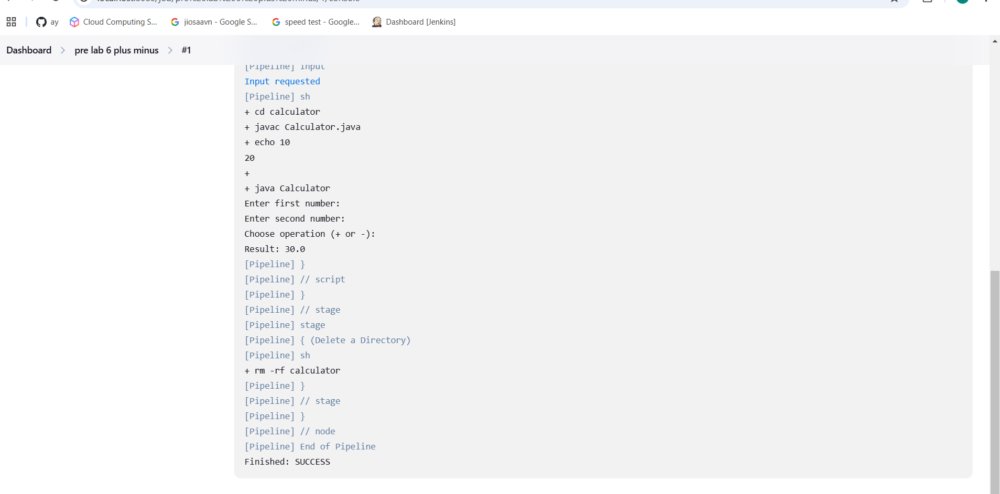 ay
Cloud Computing S...
jiosaavn - Google S...
speed test - Google...
Dashboard [Jenkins]
Dashboard > pre lab 6 plus minus > #1
[Pipeline] input
Input requested
[Pipeline] sh
+ cd calculator
+ javac Calculator.java
+ echo 10
20
+
+ java Calculator
Enter first number:
Enter second number:
Choose operation (+ or -):
Result: 30.0
[Pipeline] }
[Pipeline] // script
[Pipeline] }
[Pipeline] // stage
[Pipeline] stage
[Pipeline] { (Delete a Directory)
[Pipeline] sh
+ rm -rf calculator
[Pipeline] }
[Pipeline] // stage
[Pipeline] }
[Pipeline] // node
[Pipeline] End of Pipeline
Finished: SUCCESS